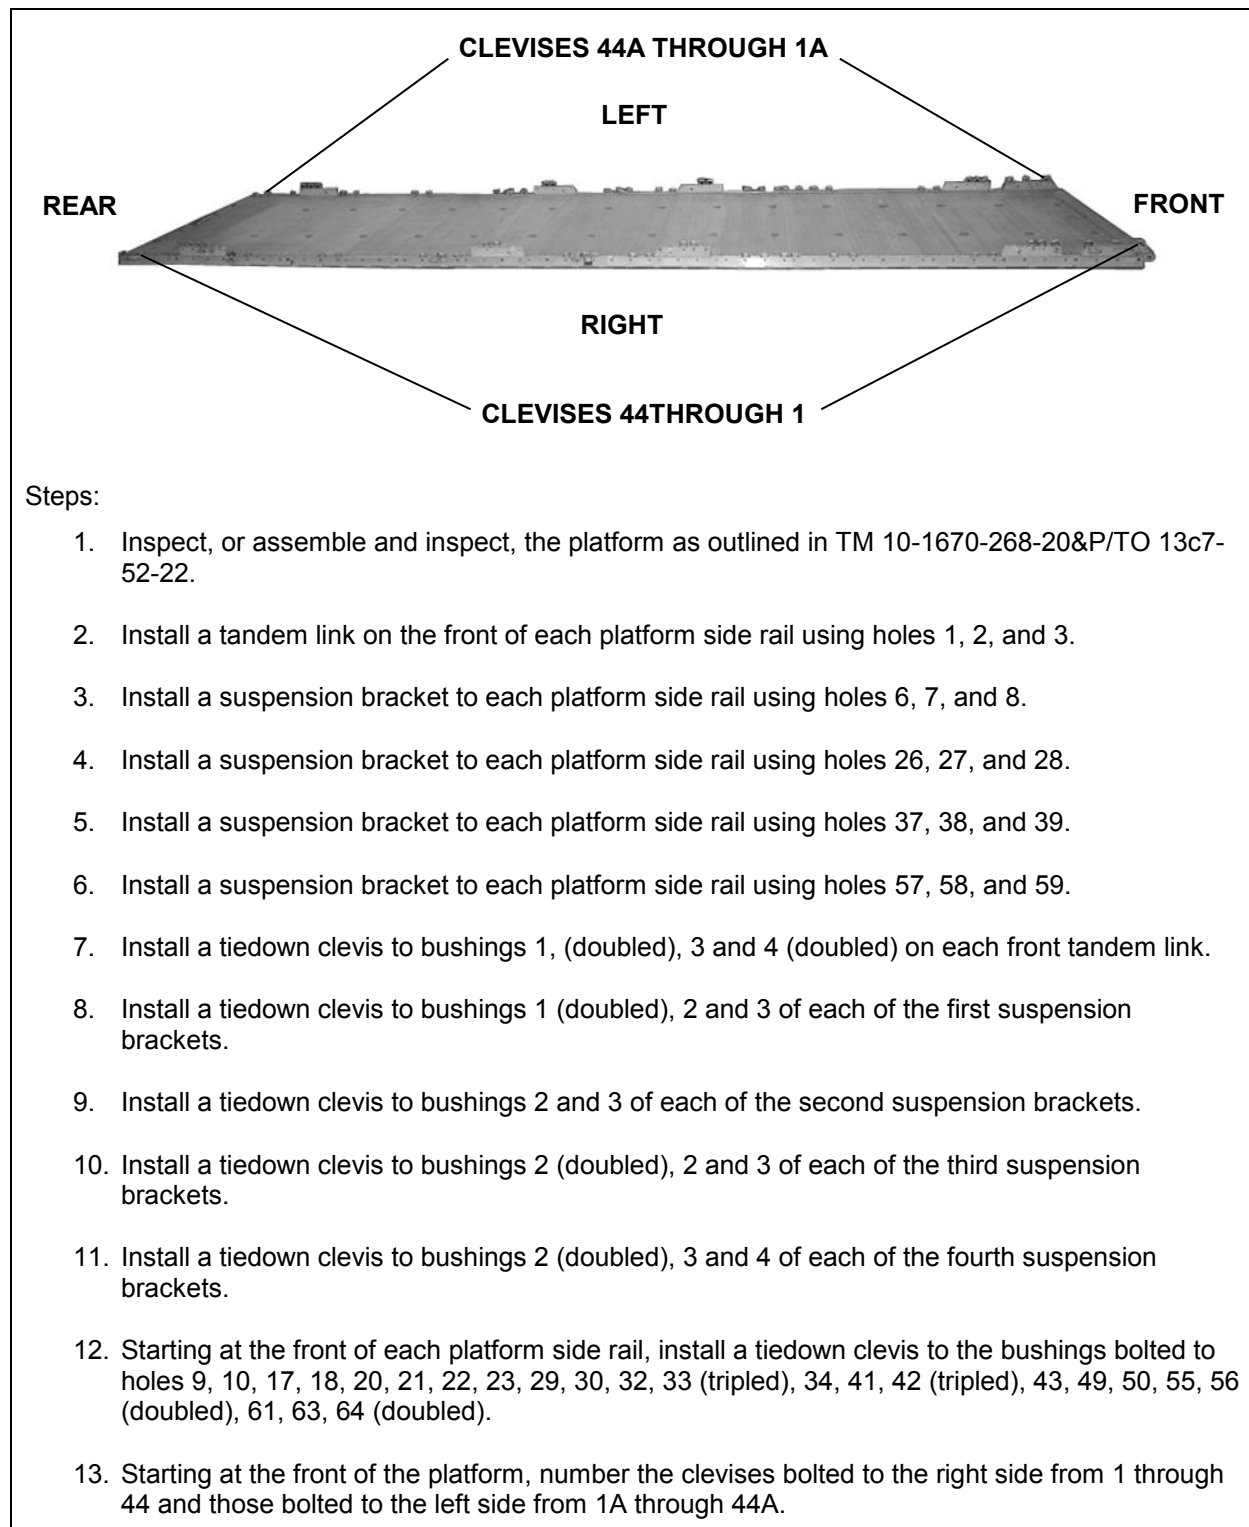 CLEVISES 44A THROUGH 1A
LEFT
REAR
FRONT
RIGHT
CLEVISES 44THROUGH 1
Steps:
1. Inspect, or assemble and inspect, the platform as outlined in TM 10-1670-268-20&P/TO 13c7-
52-22.
2. Install a tandem link on the front of each platform side rail using holes 1, 2, and 3.
3. Install a suspension bracket to each platform side rail using holes 6, 7, and 8.
4. Install a suspension bracket to each platform side rail using holes 26, 27, and 28.
5. Install a suspension bracket to each platform side rail using holes 37, 38, and 39.
6. Install a suspension bracket to each platform side rail using holes 57, 58, and 59.
7. Install a tiedown clevis to bushings 1, (doubled), 3 and 4 (doubled) on each front tandem link.
8. Install a tiedown clevis to bushings 1 (doubled), 2 and 3 of each of the first suspension
brackets.
9. Install a tiedown clevis to bushings 2 and 3 of each of the second suspension brackets.
10. Install a tiedown clevis to bushings 2 (doubled), 2 and 3 of each of the third suspension
brackets.
11. Install a tiedown clevis to bushings 2 (doubled), 3 and 4 of each of the fourth suspension
brackets.
12. Starting at the front of each platform side rail, install a tiedown clevis to the bushings bolted to
holes 9, 10, 17, 18, 20, 21, 22, 23, 29, 30, 32, 33 (tripled), 34, 41, 42 (tripled), 43, 49, 50, 55, 56
(doubled), 61, 63, 64 (doubled).
13. Starting at the front of the platform, number the clevises bolted to the right side from 1 through
44 and those bolted to the left side from 1A through 44A.